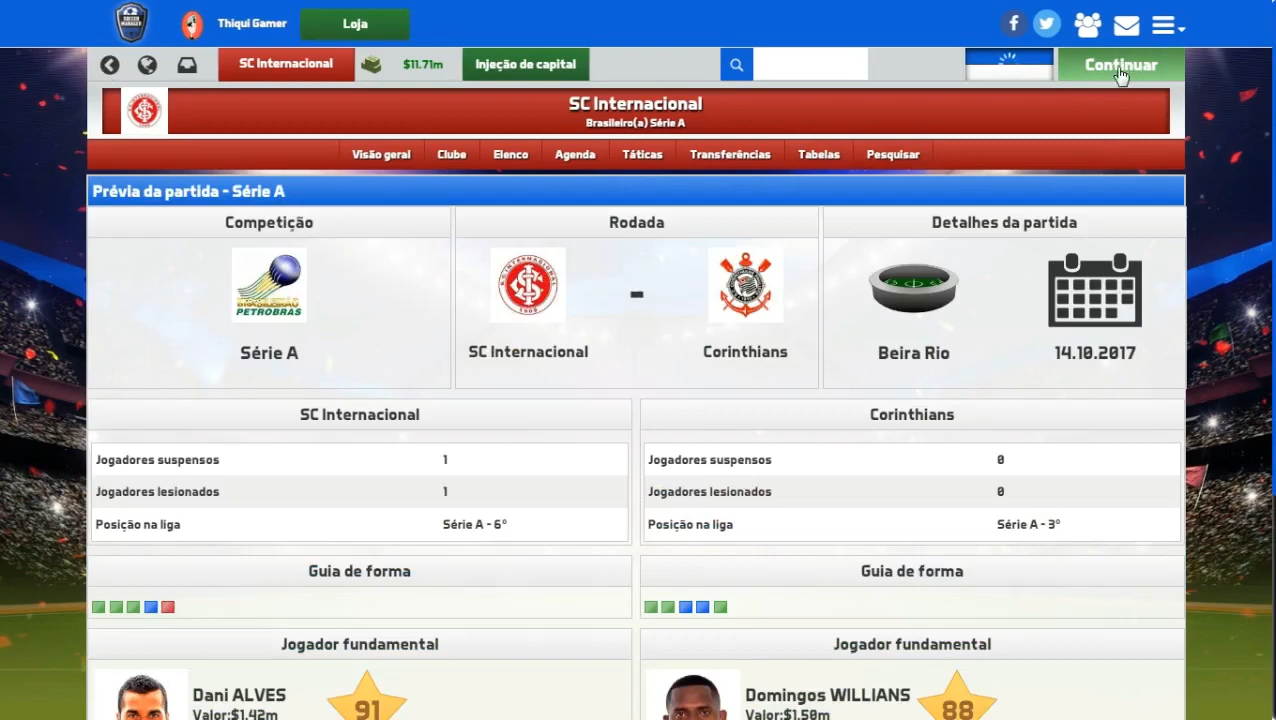 SOCCER MANAGER
Thiqui Gamer
Loja
SC Internacional
$11.71m
Injeção de capital
Continuar
SC Internacional
Brasileiro(a) Série A
Visão geral
Clube
Elenco
Agenda
Táticas
Transferências
Tabelas
Pesquisar
Prévia da partida - Série A
Competição
Rodada
Detalhes da partida
BRASILEIRÃO
PETROBRAS
-
Série A
SC Internacional
Corinthians
Beira Rio
14.10.2017
SC Internacional
Corinthians
Jogadores suspensos 1
Jogadores suspensos 0
Jogadores lesionados 1
Jogadores lesionados 0
Posição na liga Série A - 6°
Posição na liga Série A - 3°
Guia de forma
Guia de forma
Jogador fundamental
Jogador fundamental
Dani ALVES
91
Valor:$1.42m
Domingos WILLIANS
88
Valor:$1.50m